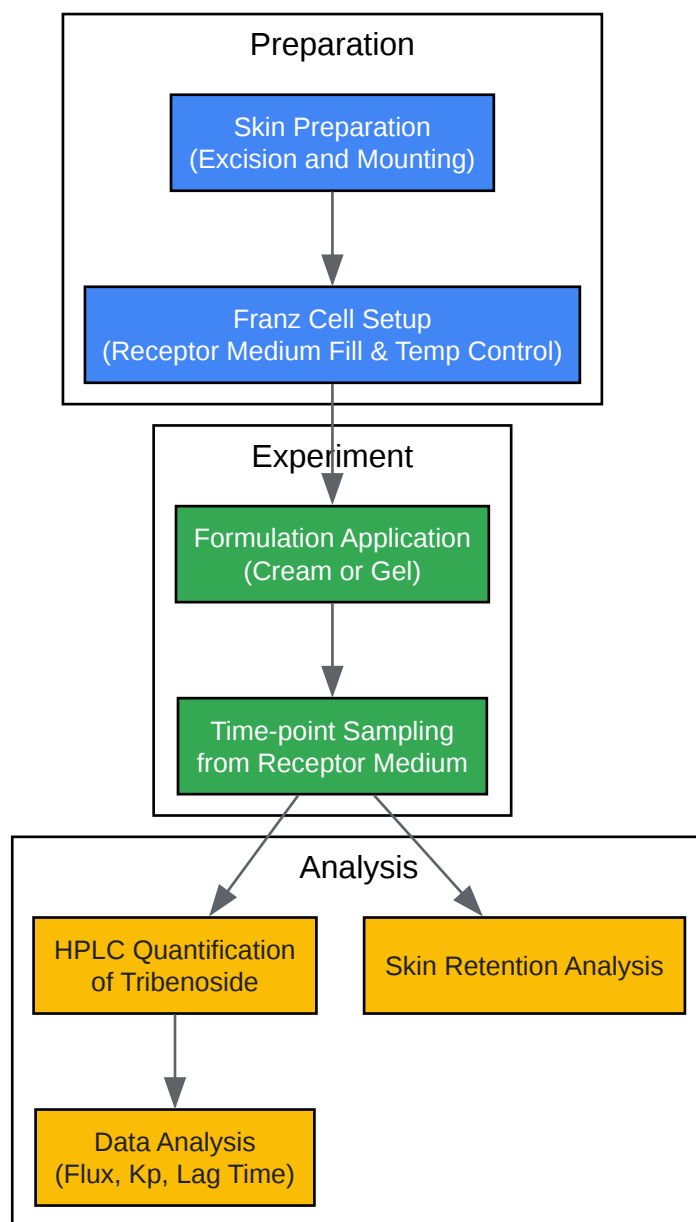 Preparation
Skin Preparation
(Excision and Mounting)
Franz Cell Setup
(Receptor Medium Fill & Temp Control)
Experiment
Formulation Application
(Cream or Gel)
Time-point Sampling
from Receptor Medium
Analysis
HPLC Quantification
of Tribenoside
Skin Retention Analysis
Data Analysis
(Flux, Kp, Lag Time)